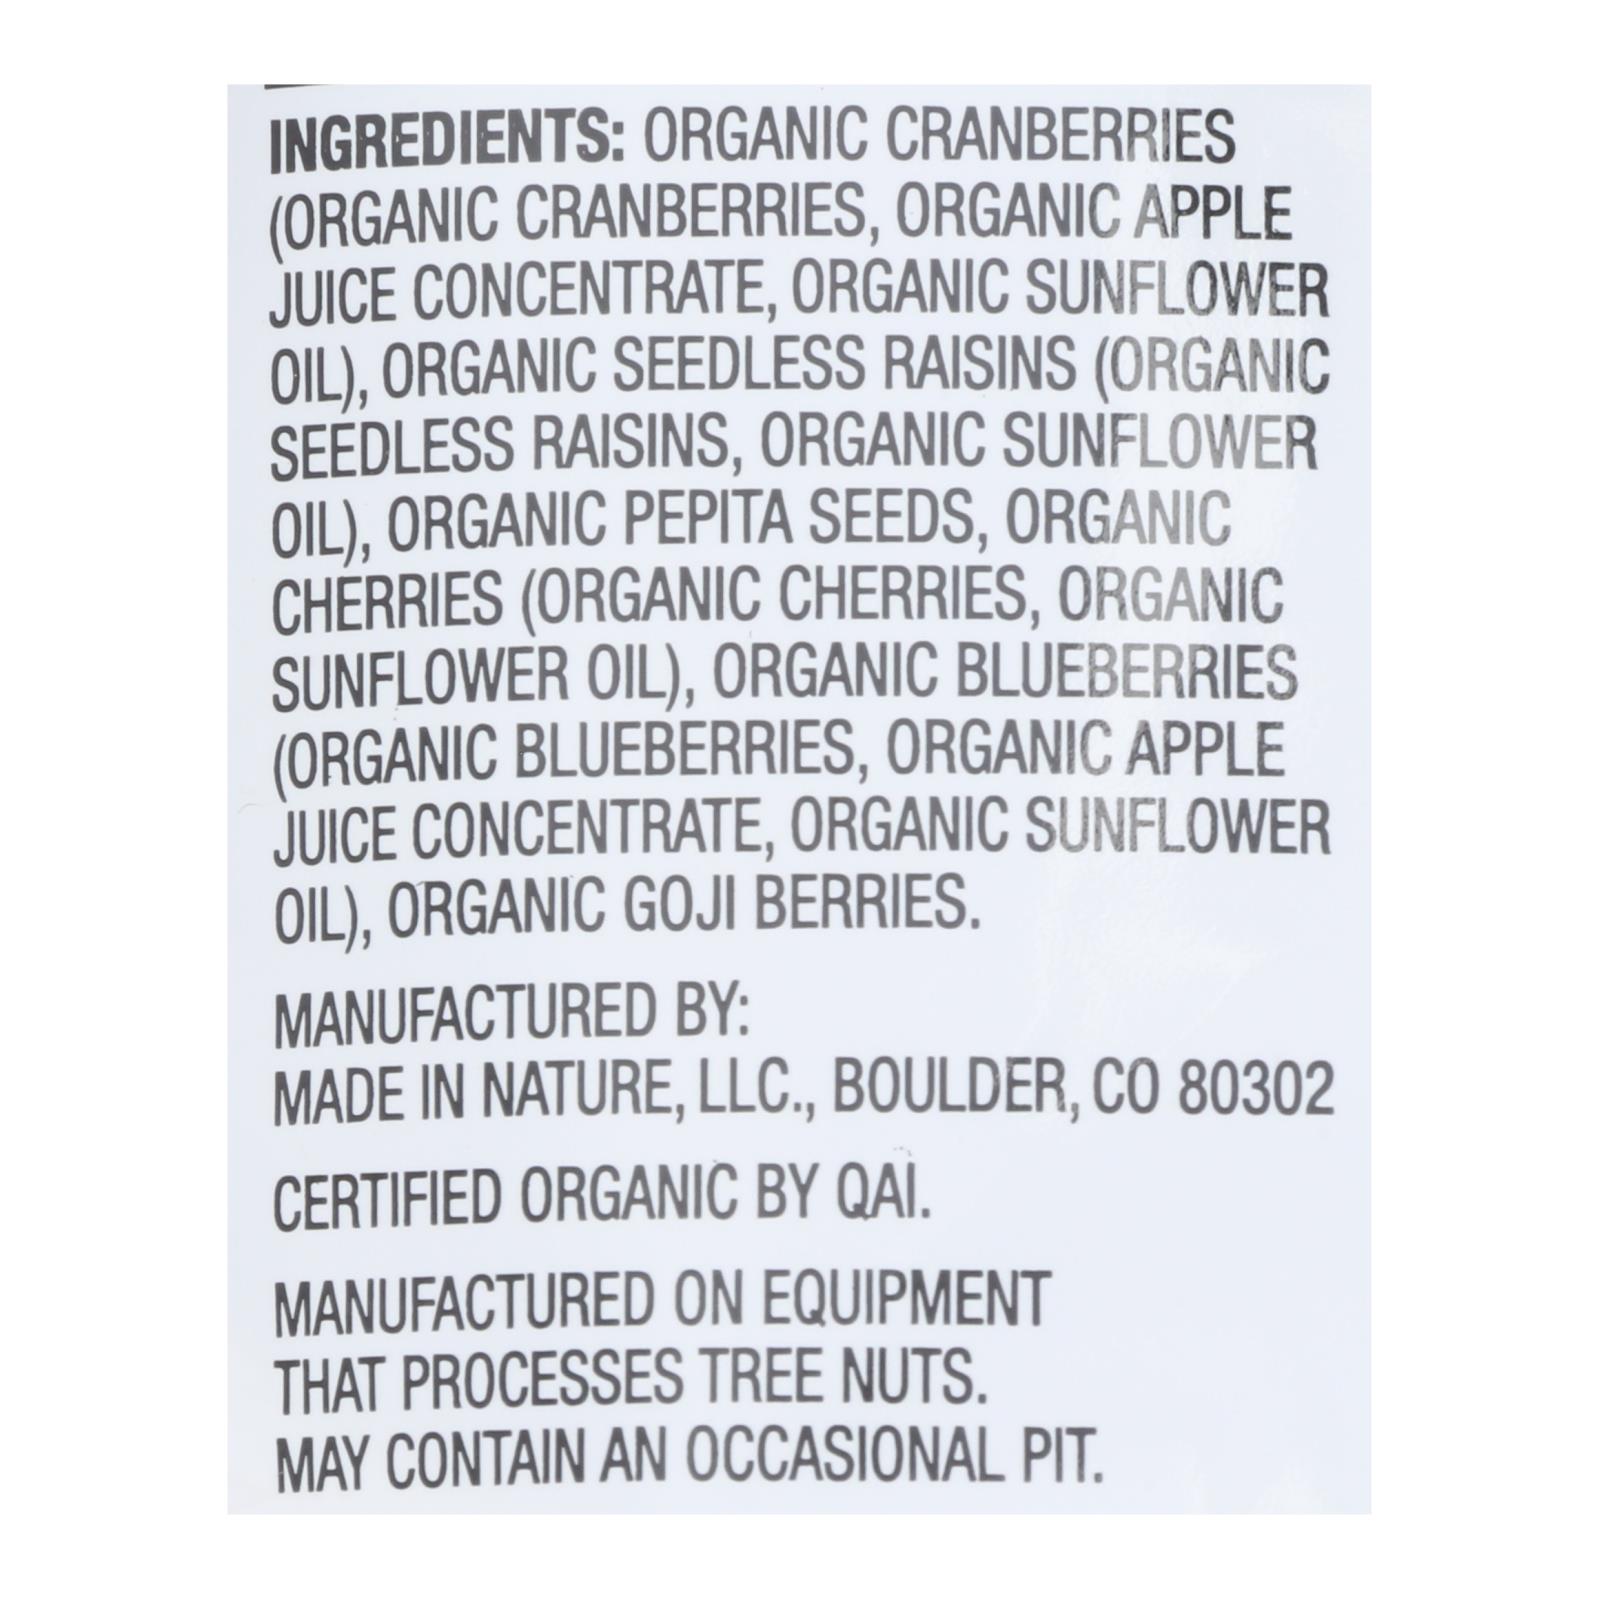 INGREDIENTS: ORGANIC CRANBERRIES
(ORGANIC CRANBERRIES, ORGANIC APPLE
JUICE CONCENTRATE, ORGANIC SUNFLOWER
OIL), ORGANIC SEEDLESS RAISINS (ORGANIC
SEEDLESS RAISINS, ORGANIC SUNFLOWER
OIL), ORGANIC PEPITA SEEDS, ORGANIC
CHERRIES (ORGANIC CHERRIES, ORGANIC
SUNFLOWER OIL), ORGANIC BLUEBERRIES
(ORGANIC BLUEBERRIES, ORGANIC APPLE
JUICE CONCENTRATE, ORGANIC SUNFLOWER
OIL), ORGANIC GOJI BERRIES.
MANUFACTURED BY:
MADE IN NATURE, LLC., BOULDER, CO 80302
CERTIFIED ORGANIC BY QAI.
MANUFACTURED ON EQUIPMENT
THAT PROCESSES TREE NUTS.
MAY CONTAIN AN OCCASIONAL PIT.